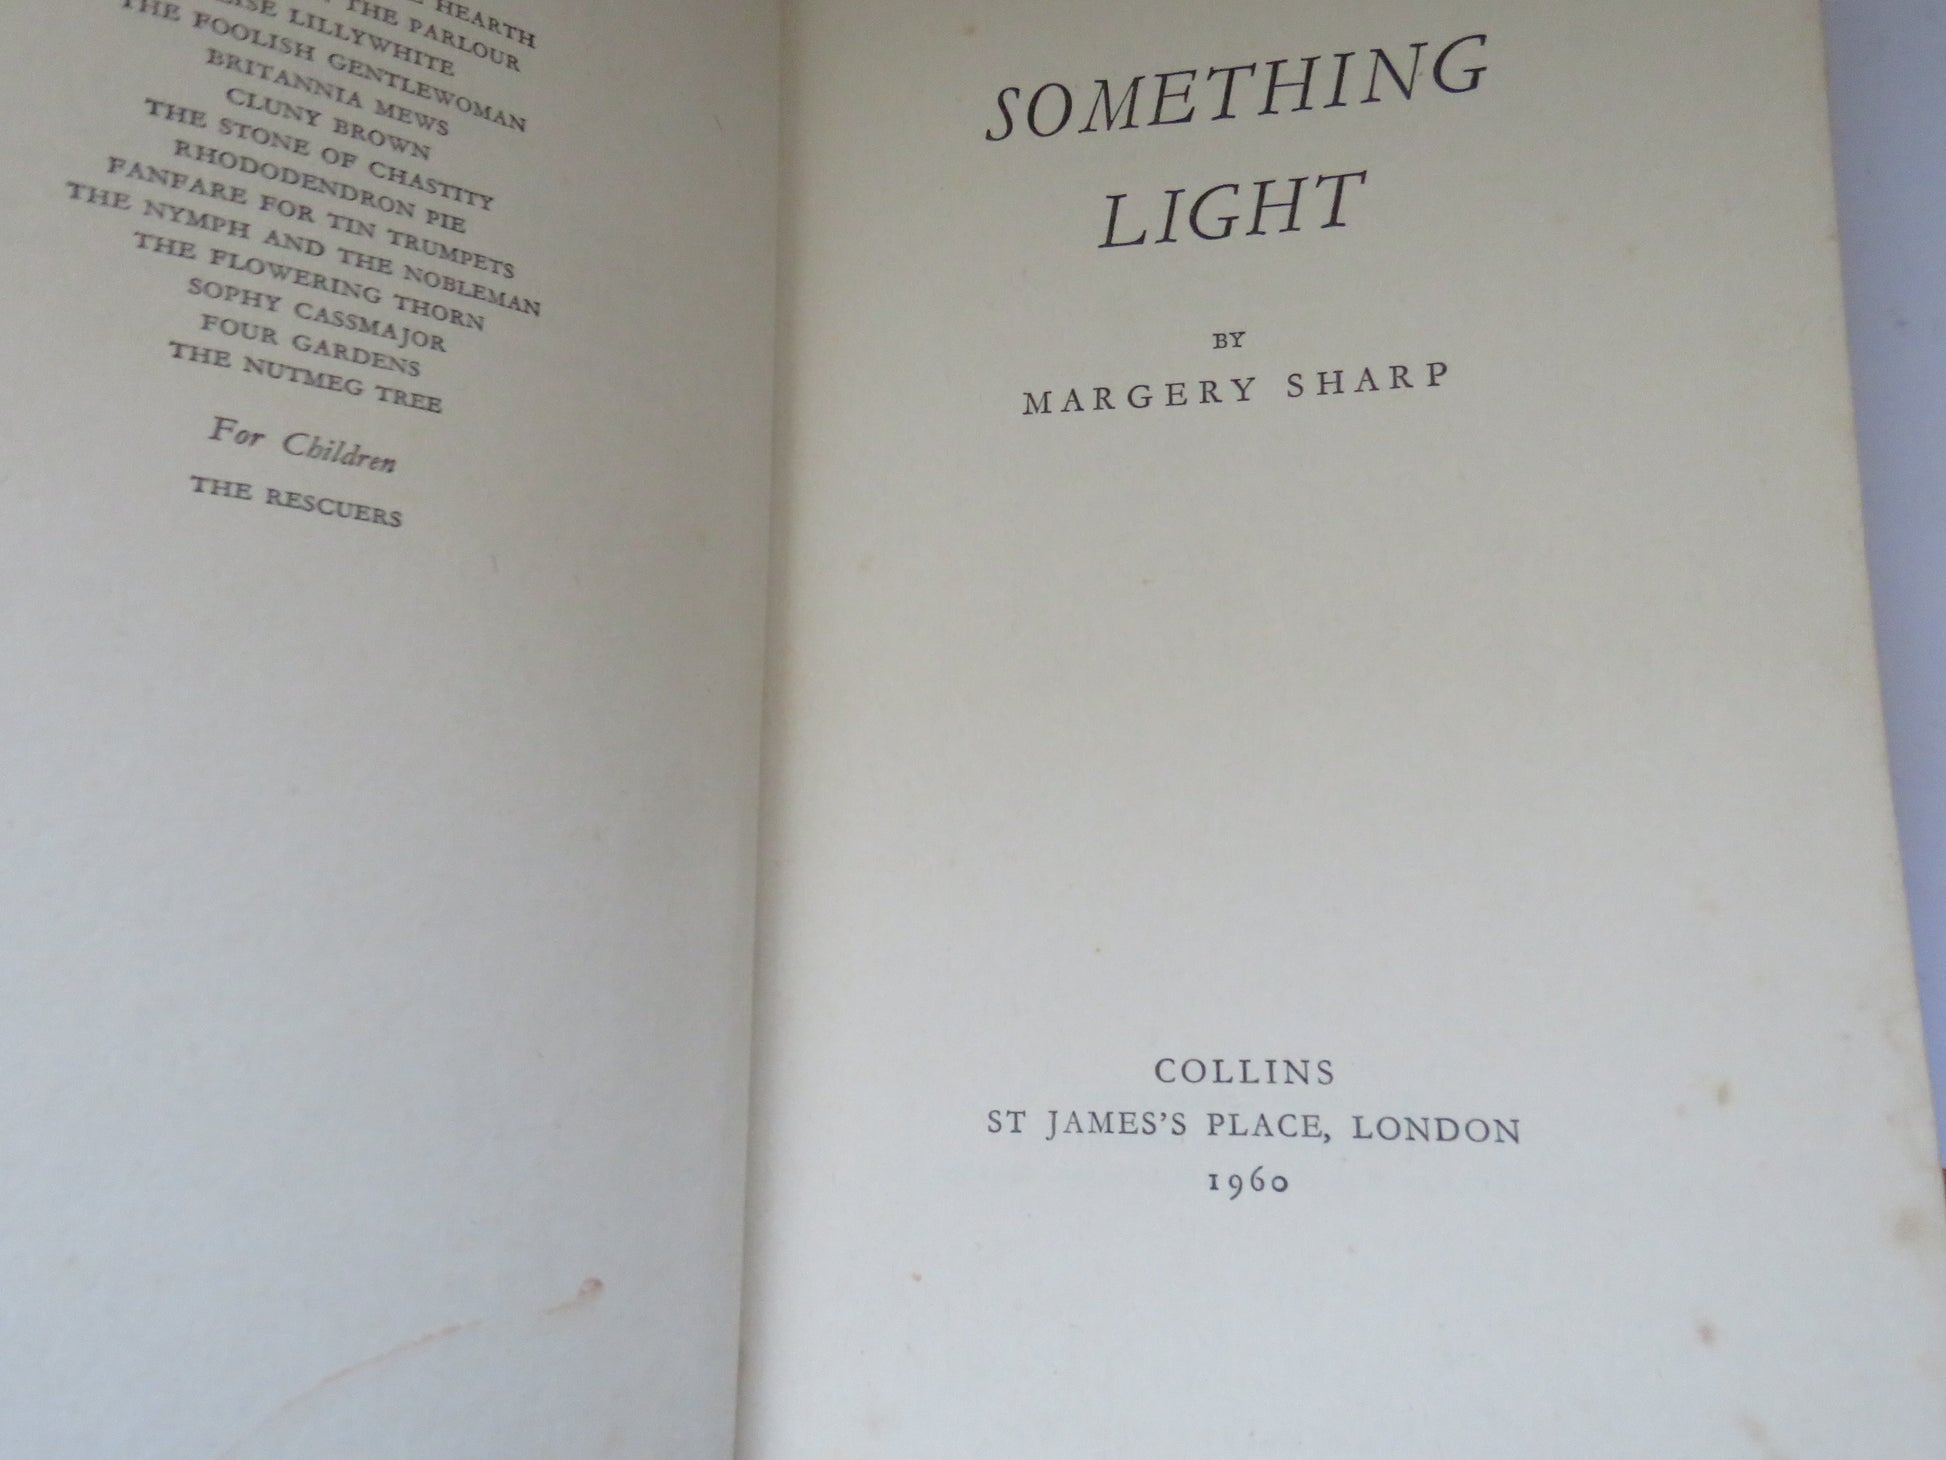 HEARTH
THE PARLOUR
LILLYWHITE
THE FOOLISH GENTLEWOMAN
BRITANNIA MEWS
CLUNY BROWN
THE STONE OF CHASTITY
RHODODENDRON PIE
FANFARE FOR TIN TRUMPETS
THE NYMPH AND THE NOBLEMAN
THE FLOWERING THORN
SOPHY CASSMAJOR
FOUR GARDENS
THE NUTMEG TREE
For Children
THE RESCUERS
SOMETHING
LIGHT
BY
MARGERY SHARP
COLLINS
ST JAMES'S PLACE, LONDON
1960